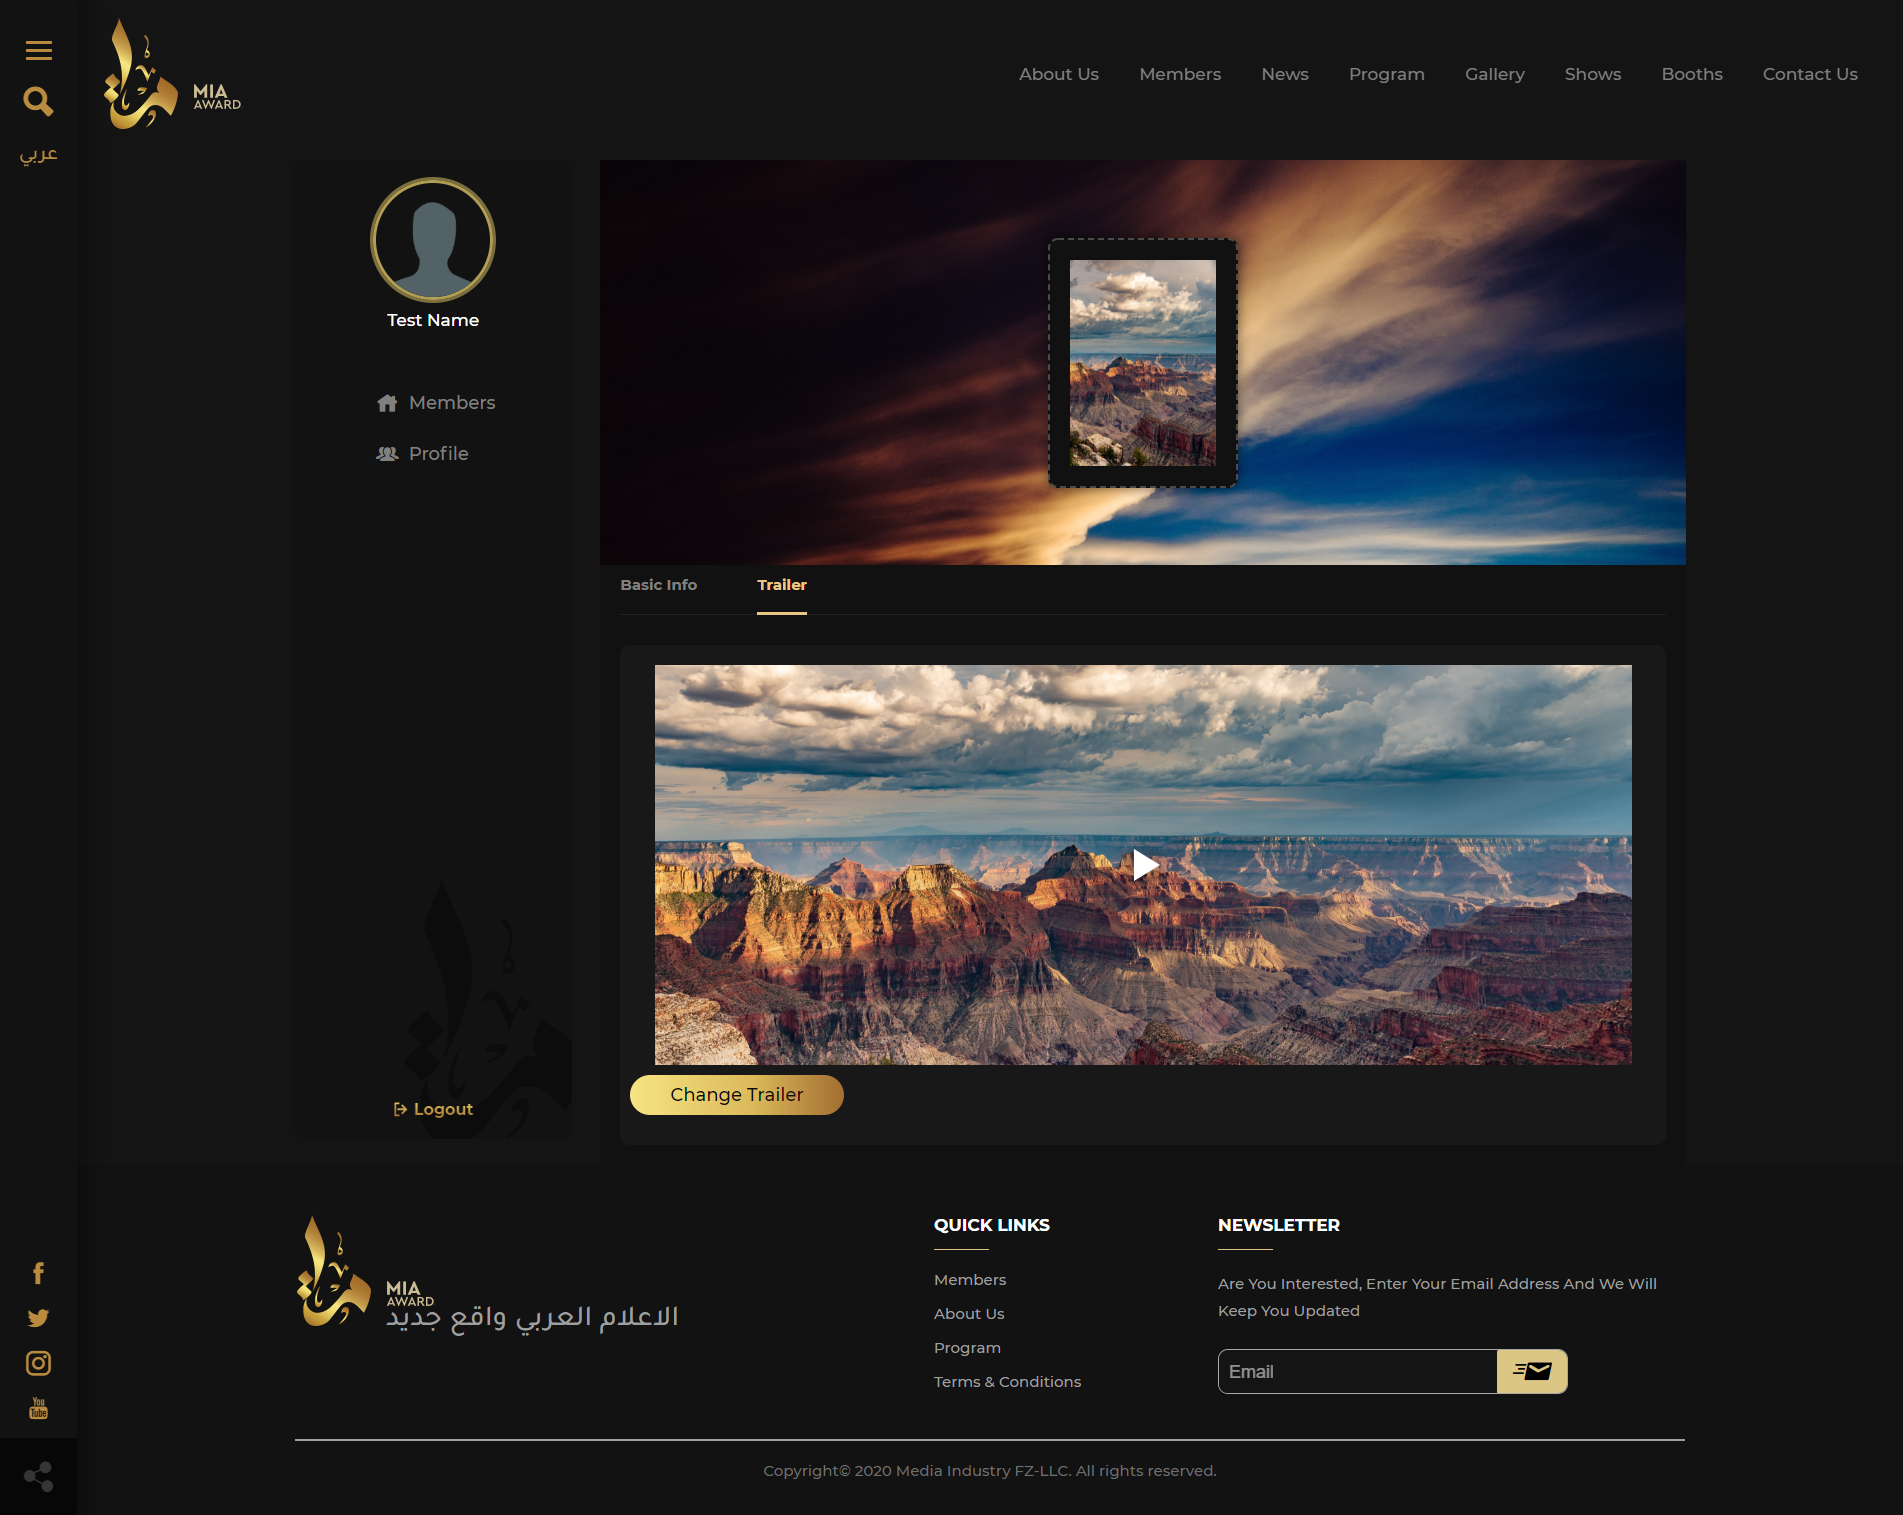 عربي
MIA
AWARD
About Us
Members
News
Program
Gallery
Shows
Booths
Contact Us
Test Name
Members
Profile
Logout
Basic Info
Trailer
Change Trailer
MIA
AWARD
الاعلام العربي واقع جديد
QUICK LINKS
Members
About Us
Program
Terms & Conditions
NEWSLETTER
Are You Interested, Enter Your Email Address And We Will
Keep You Updated
Email
You
Tube
Copyright© 2020 Media Industry FZ-LLC. All rights reserved.